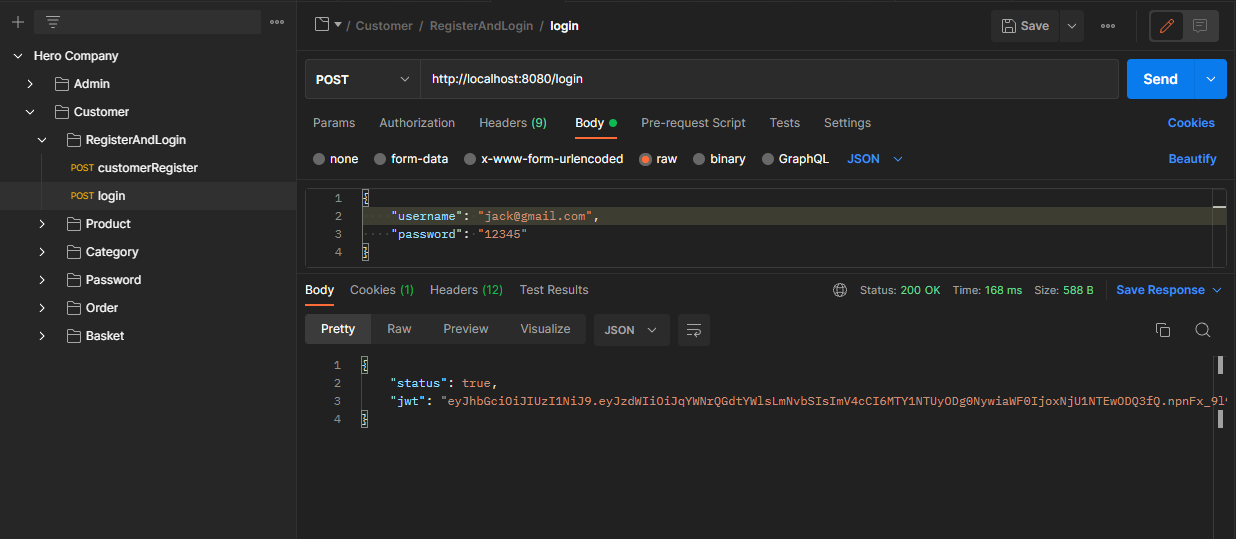 Hero Company
Admin
Customer
RegisterAndLogin
POST customerRegister
POST login
Product
Category
Password
Order
Basket
/ Customer / RegisterAndLogin / login
Save
POST
http://localhost:8080/login
Send
Params Authorization Headers (9) Body Pre-request Script Tests Settings Cookies
none form-data x-www-form-urlencoded raw binary GraphQL JSON Beautify
1 {
2 "username": "jack@gmail.com",
3 "password": "12345"
4 }
Body Cookies (1) Headers (12) Test Results Status: 200 OK Time: 168 ms Size: 588 B Save Response
Pretty Raw Preview Visualize JSON
1 {
2 "status": true,
3 "jwt": "eyJhbGciOiJIUzI1NiJ9.eyJzdWIiOiJqYWNrQGdtYWlsLmNvbSIsImV4cCI6MTY1NTUyODg0NywiaWF0IjoxNjU1NTEwODQ3fQ.npnFx_9l9
4 }